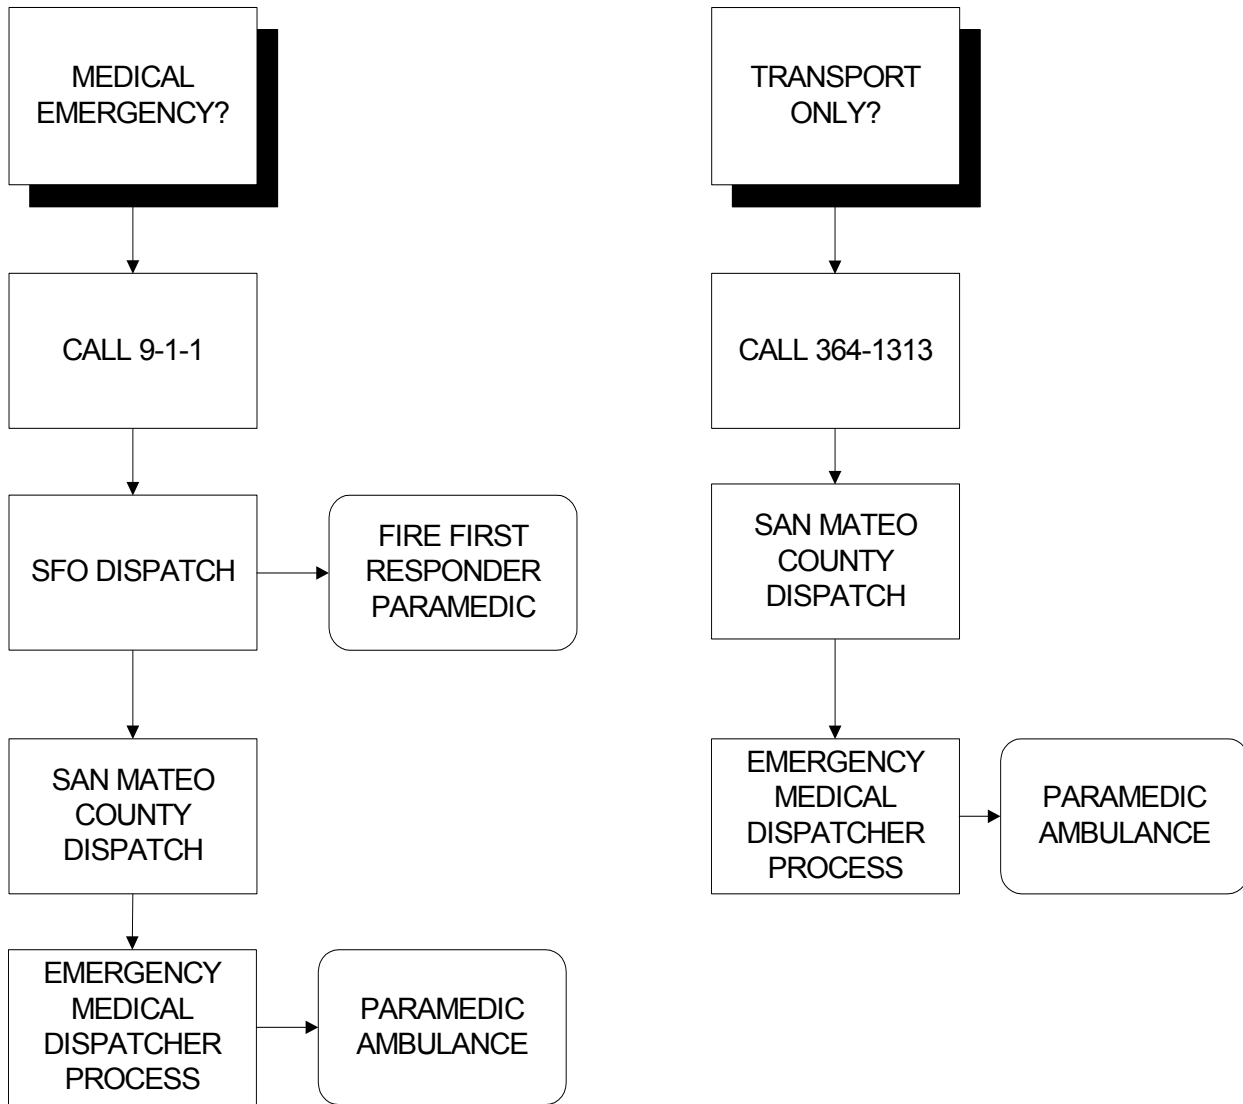 MEDICAL
EMERGENCY?
CALL 9-1-1
SFO DISPATCH
FIRE FIRST
RESPONDER
PARAMEDIC
SAN MATEO
COUNTY
DISPATCH
EMERGENCY
MEDICAL
DISPATCHER
PROCESS
PARAMEDIC
AMBULANCE
TRANSPORT
ONLY?
CALL 364-1313
SAN MATEO
COUNTY
DISPATCH
EMERGENCY
MEDICAL
DISPATCHER
PROCESS
PARAMEDIC
AMBULANCE